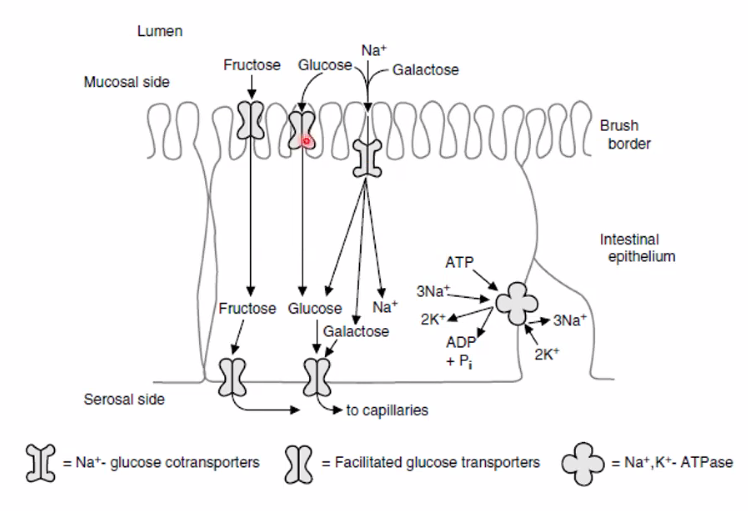 Lumen
Na⁺
Fructose
Glucose
Galactose
Mucosal side
Brush
border
Intestinal
epithelium
ATP
3Na⁺
2K⁺
ADP
+ Pi
3Na⁺
2K⁺
Fructose
Glucose
Na⁺
Galactose
Serosal side
to capillaries
= Na⁺- glucose cotransporters
= Facilitated glucose transporters
= Na⁺,K⁺- ATPase